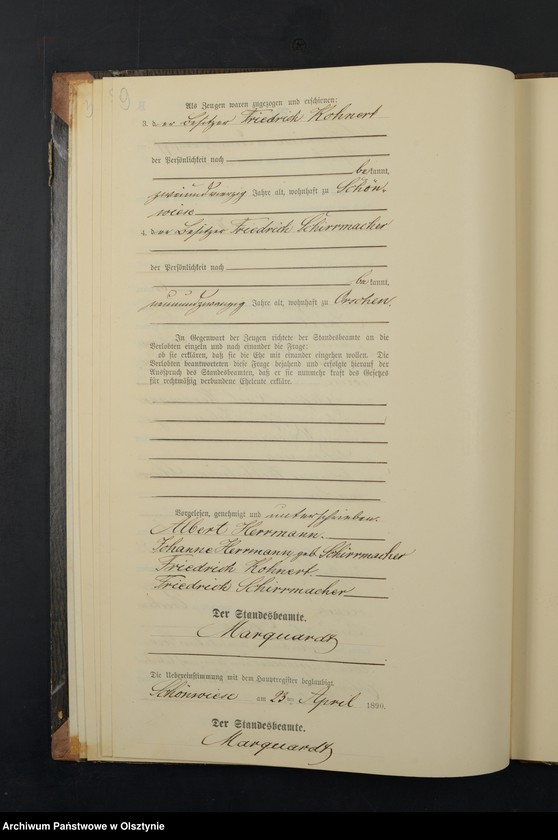 39
Als Zeugen waren zugezogen und erschienen:
3. der Besitzer Friedrich Kohnert
der Persönlichkeit nach
bekannt,
zweiundvierzig Jahre alt, wohnhaft zu Schön-
wiese
4. der Besitzer Friedrich Schirrmacher
der Persönlichkeit nach
bekannt,
neunundzwanzig Jahre alt, wohnhaft zu Orschen.
In Gegenwart der Zeugen richtete der Standesbeamte an die
Verlobten einzeln und nach einander die Frage:
ob sie erklären, daß sie die Ehe mit einander eingehen wollen. Die
Verlobten beantworteten diese Frage bejahend und erfolgte hierauf der
Ausspruch des Standesbeamten, daß er sie nunmehr kraft des Gesetzes
für rechtmäßig verbundene Eheleute erkläre.
Vorgelesen, genehmigt und unterschrieben.
Albert Herrmann.
Johanne Herrmann geb. Schirrmacher
Friedrich Kohnert
Friedrich Schirrmacher
Der Standesbeamte.
Marquardt
Die Uebereinstimmung mit dem Hauptregister beglaubigt.
Schönwiese am 23ten April 1890.
Der Standesbeamte.
Marquardt
Archiwum Państwowe w Olsztynie